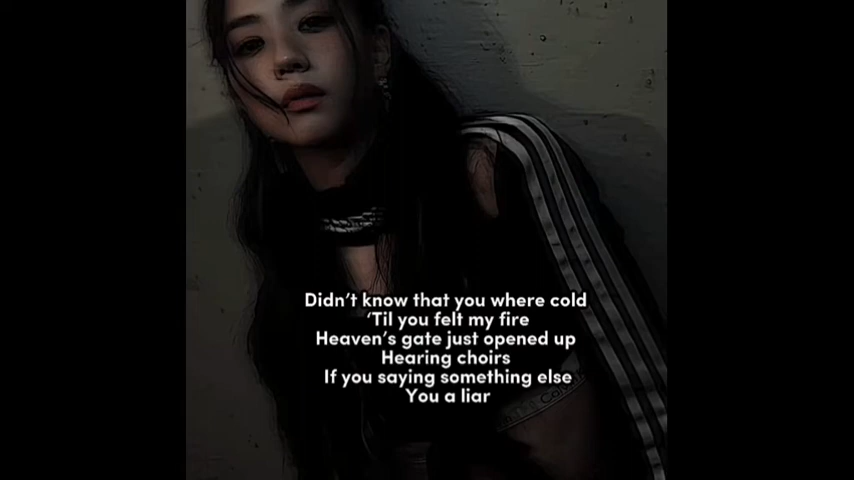 Didn't know that you where cold
'Til you felt my fire
Heaven's gate just opened up
Hearing choirs
If you saying something else
You a liar